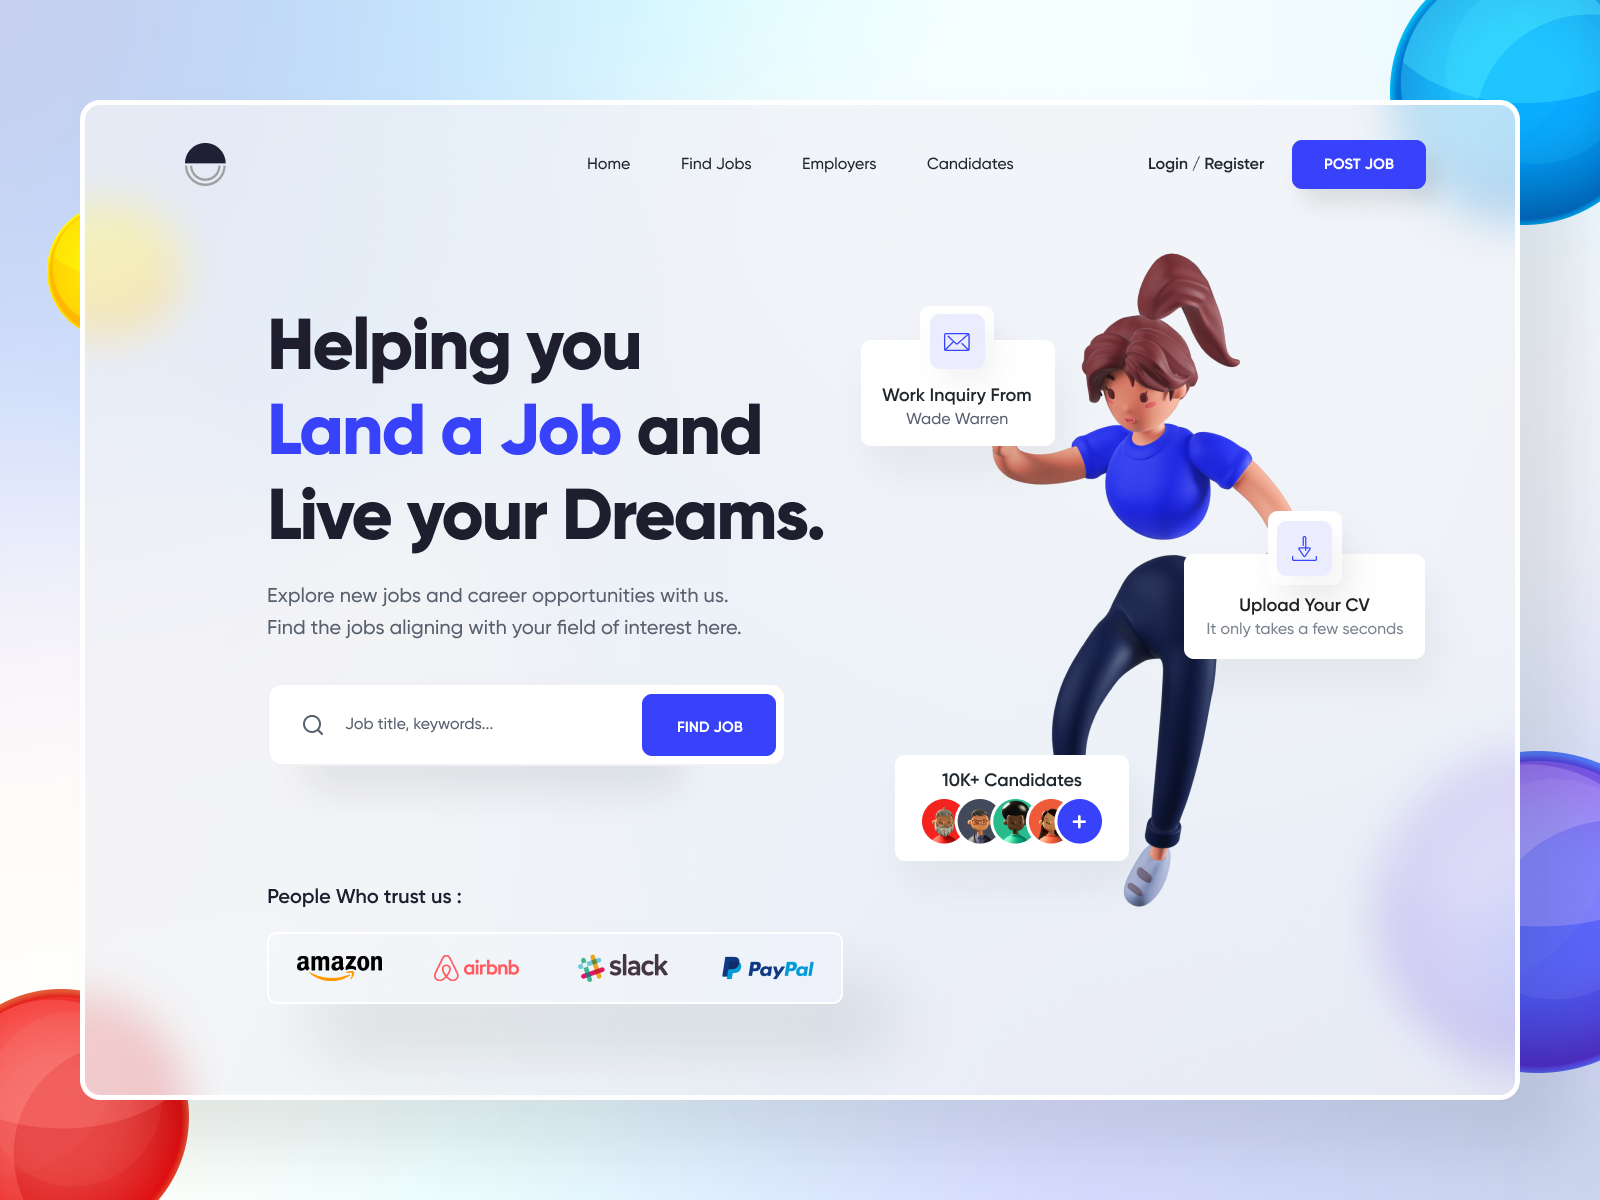 Home
Find Jobs
Employers
Candidates
Login / Register
POST JOB
Helping you
Land a Job and
Live your Dreams.
Explore new jobs and career opportunities with us.
Find the jobs aligning with your field of interest here.
Job title, keywords...
FIND JOB
People Who trust us :
amazon
airbnb
slack
PayPal
Work Inquiry From
Wade Warren
Upload Your CV
It only takes a few seconds
10K+ Candidates
+